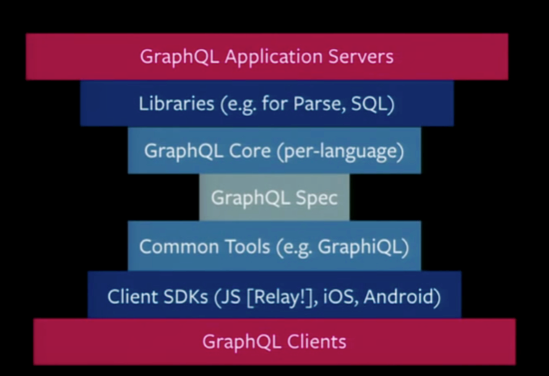 GraphQL Application Servers
Libraries (e.g. for Parse, SQL)
GraphQL Core (per-language)
GraphQL Spec
Common Tools (e.g. GraphiQL)
Client SDKs (JS [Relay!], iOS, Android)
GraphQL Clients